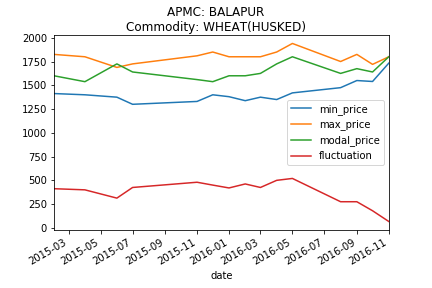 APMC: BALAPUR
Commodity: WHEAT(HUSKED)
2000
1750
1500
1250
1000
750
500
250
0
min_price
max_price
modal_price
fluctuation
2015-03
2015-05
2015-07
2015-09
2015-11
2016-01
2016-03
2016-05
2016-07
2016-09
2016-11
date